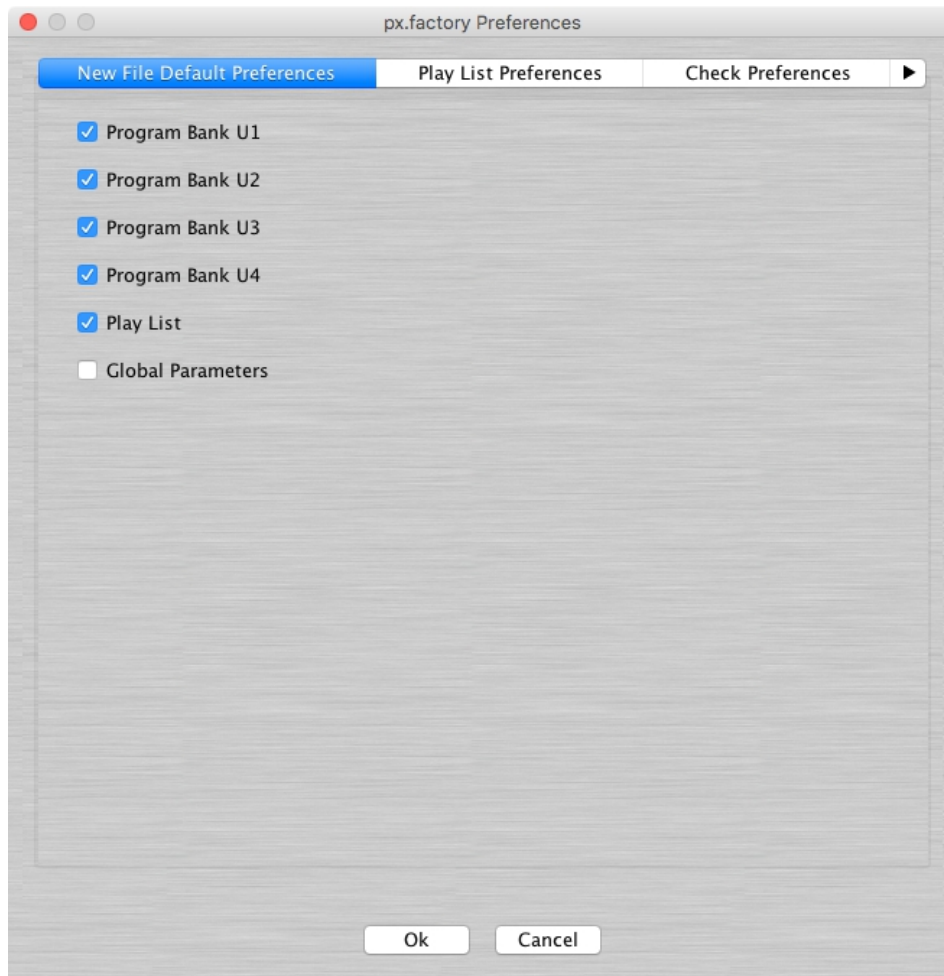 px.factory Preferences
New File Default Preferences Play List Preferences Check Preferences
Program Bank U1
Program Bank U2
Program Bank U3
Program Bank U4
Play List
Global Parameters
Ok Cancel